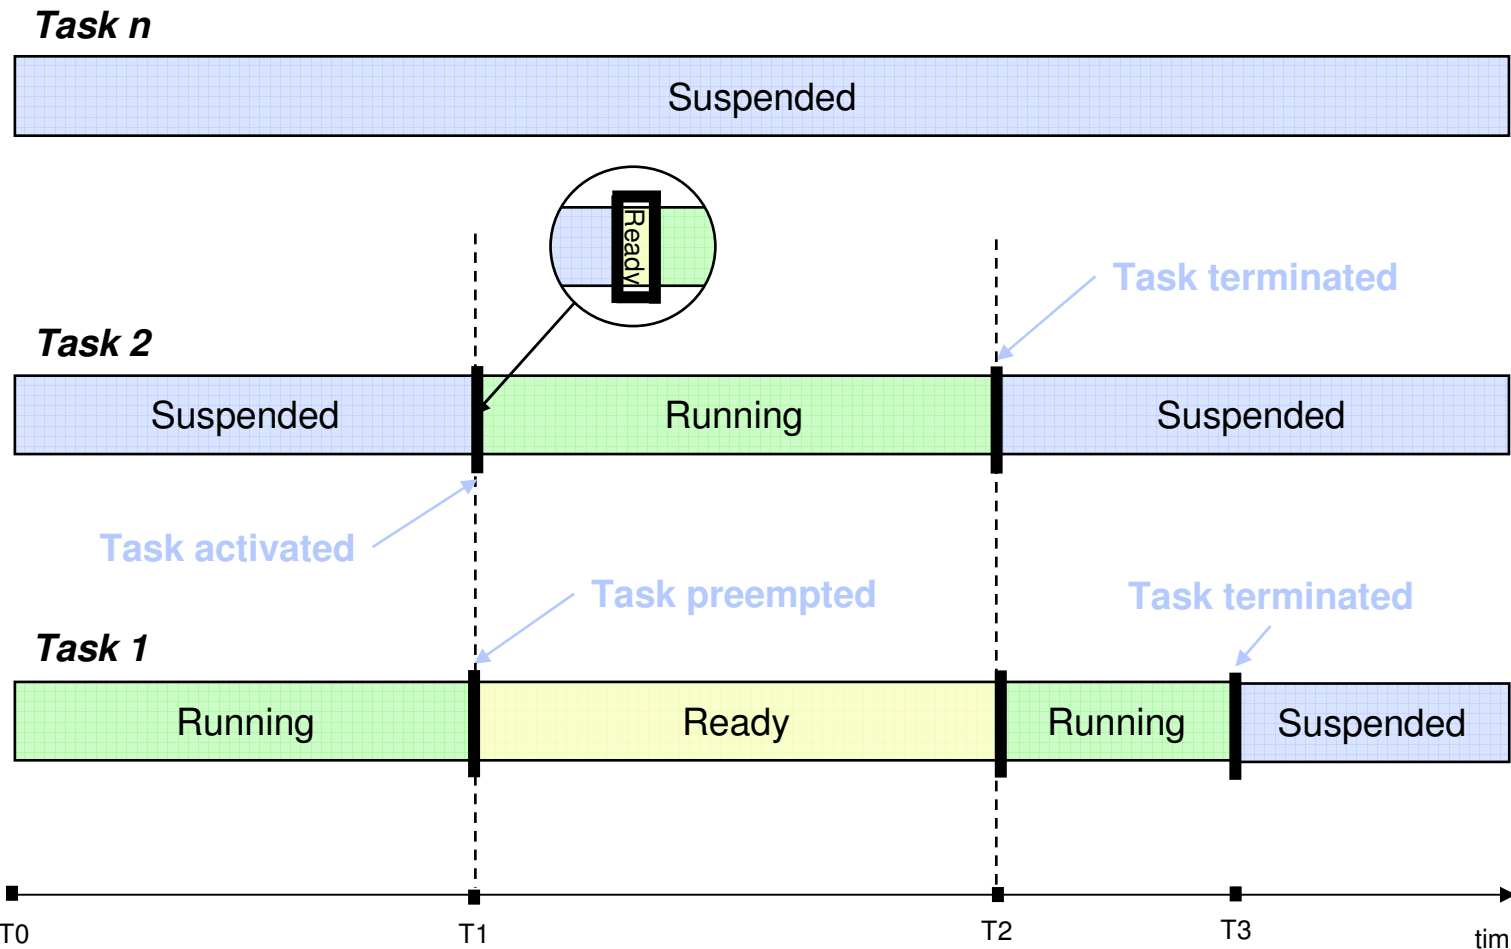 Task n
Suspended
Ready
Task terminated
Task 2
Suspended
Running
Suspended
Task activated
Task preempted
Task terminated
Task 1
Running
Ready
Running
Suspended
T0
T1
T2
T3
tim